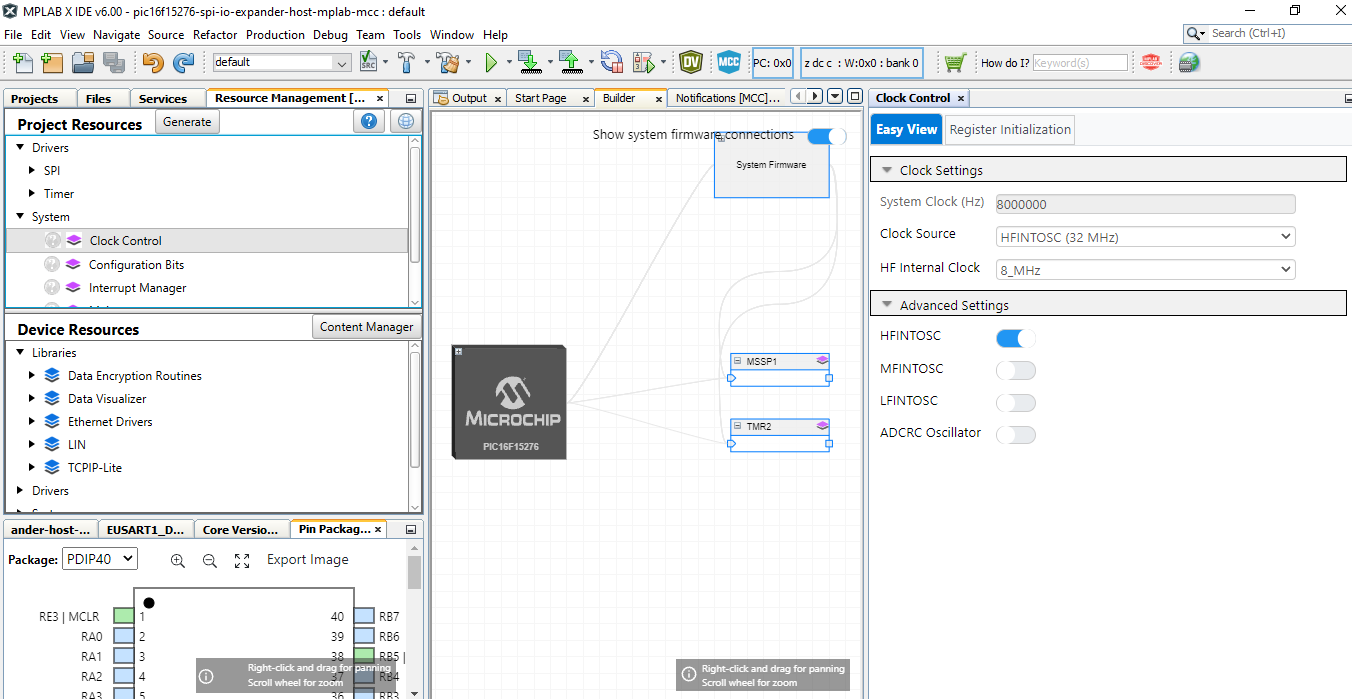 MPLAB X IDE v6.00 - pic16f15276-spi-io-expander-host-mplab-mcc : default
File Edit View Navigate Source Refactor Production Debug Team Tools Window Help
Search (Ctrl+I)
default
SRC
DV
MCC
PC: 0x0
z dc c : W:0x0 : bank 0
How do I?
Keyword(s)
Projects
Files
Services
Resource Management [...
Project Resources
Generate
Drivers
SPI
Timer
System
Clock Control
Configuration Bits
Interrupt Manager
Device Resources
Content Manager
Libraries
Data Encryption Routines
Data Visualizer
Ethernet Drivers
LIN
TCPIP-Lite
Drivers
ander-host-...
EUSART1_D...
Core Versio...
Pin Packag...
Package:
PDIP40
Export Image
RE3 | MCLR 1 40 RB7
RA0 2 39 RB6
RA1 3 38 RB5 |
RA2 4 37 RB4
RA3 5 36 RB3
Right-click and drag for panning
Scroll wheel for zoom
Output
Start Page
Builder
Notifications [MCC]...
Show system firmware connections
System Firmware
MICROCHIP
PIC16F15276
MSSP1
TMR2
Right-click and drag for panning
Scroll wheel for zoom
Clock Control
Easy View
Register Initialization
Clock Settings
System Clock (Hz) 8000000
Clock Source HFINTOSC (32 MHz)
HF Internal Clock 8_MHz
Advanced Settings
HFINTOSC
MFINTOSC
LFINTOSC
ADCRC Oscillator